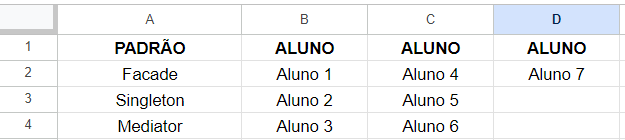 A B C D
1 PADRÃO ALUNO ALUNO ALUNO
2 Facade Aluno 1 Aluno 4 Aluno 7
3 Singleton Aluno 2 Aluno 5
4 Mediator Aluno 3 Aluno 6